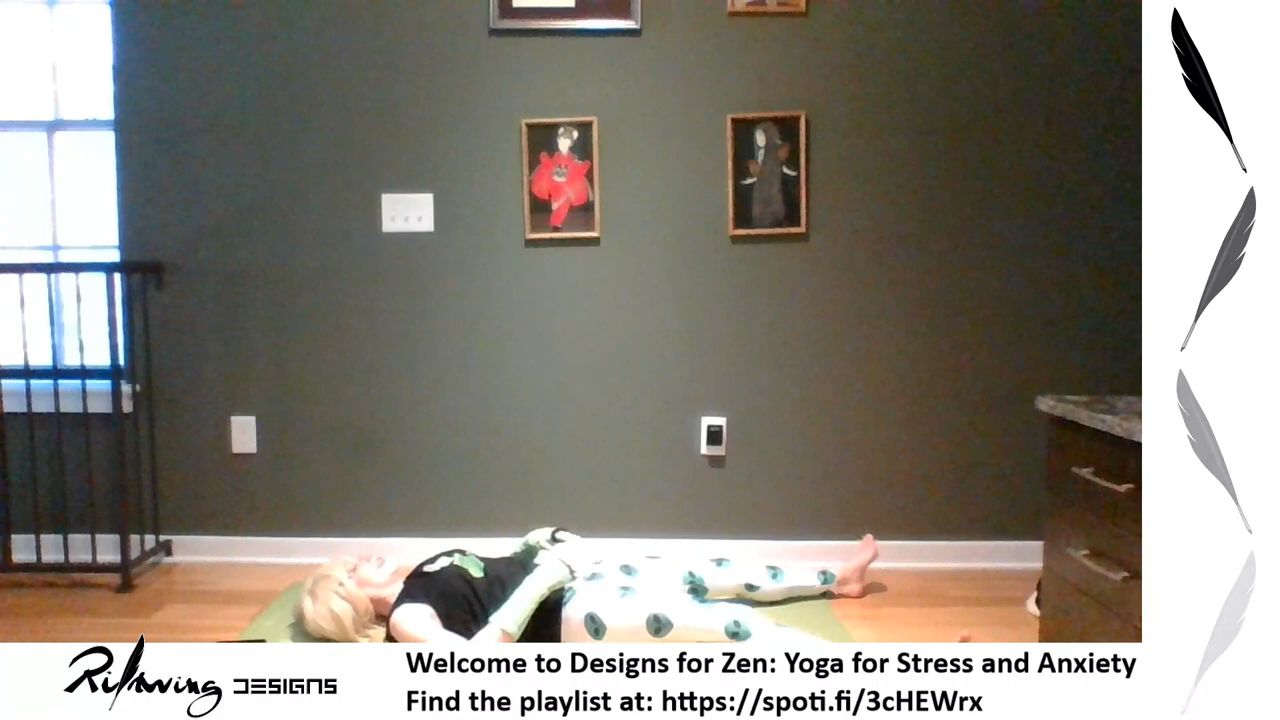 Welcome to Designs for Zen: Yoga for Stress and Anxiety
Find the playlist at: https://spoti.fi/3cHEWrx
DESIGNS